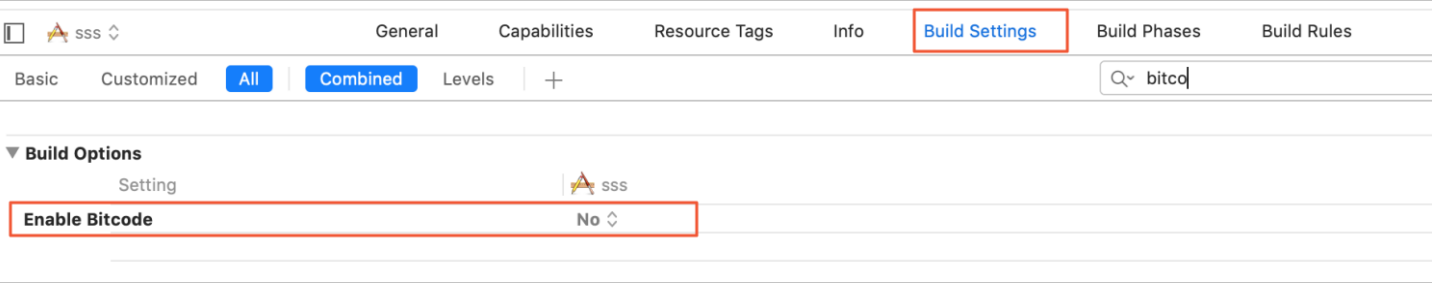 sss General Capabilities Resource Tags Info Build Settings Build Phases Build Rules
Basic Customized All Combined Levels + bitco
Build Options
Setting sss
Enable Bitcode No